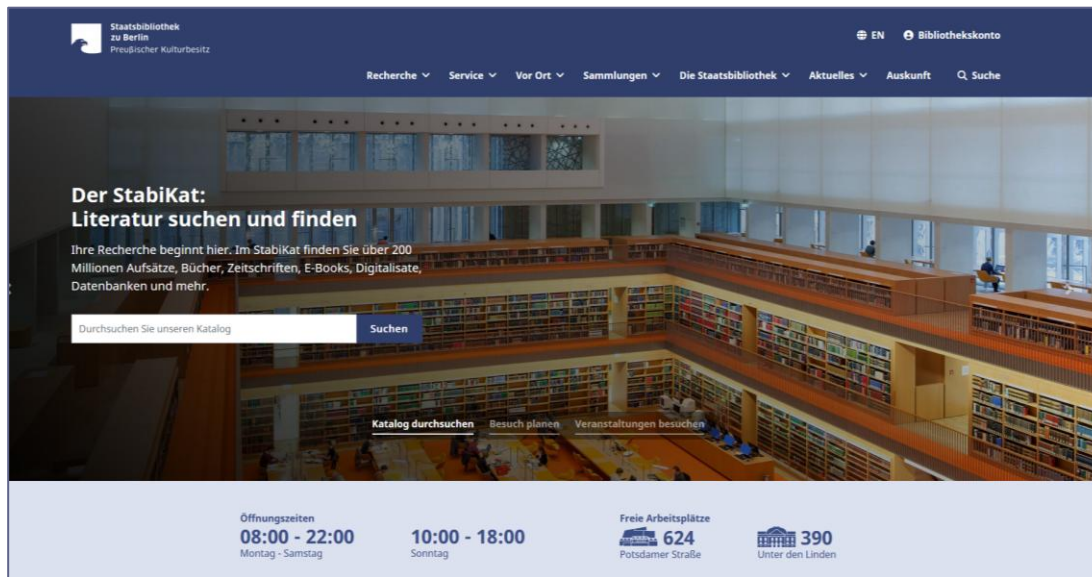 Staatsbibliothek
zu Berlin
Preußischer Kulturbesitz
EN Bibliothekskonto
Recherche Service Vor Ort Sammlungen Die Staatsbibliothek Aktuelles Auskunft Suche
Der StabiKat:
Literatur suchen und finden
Ihre Recherche beginnt hier. Im StabiKat finden Sie über 200
Millionen Aufsätze, Bücher, Zeitschriften, E-Books, Digitalisate,
Datenbanken und mehr.
Durchsuchen Sie unseren Katalog Suchen
Katalog durchsuchen Besuch planen Veranstaltungen besuchen
Öffnungszeiten
08:00 - 22:00
Montag - Samstag
10:00 - 18:00
Sonntag
Freie Arbeitsplätze
624
Potsdamer Straße
390
Unter den Linden